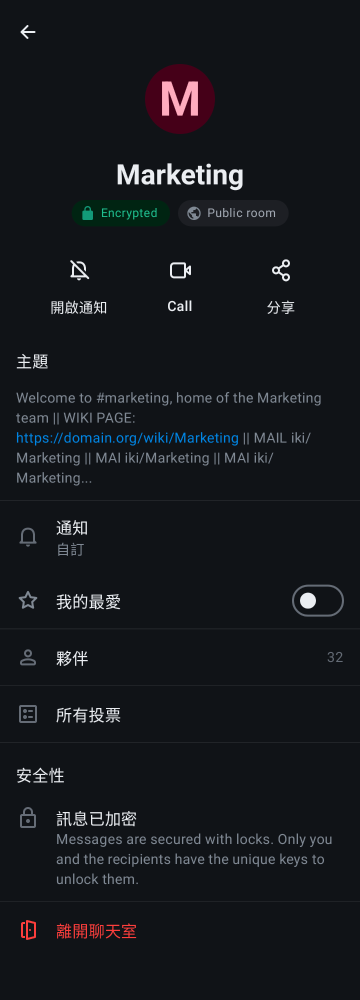 M
Marketing
Encrypted
Public room
開啟通知
Call
分享
主題
Welcome to #marketing, home of the Marketing
team || WIKI PAGE:
https://domain.org/wiki/Marketing || MAIL iki/
Marketing || MAI iki/Marketing || MAI iki/
Marketing...
通知
自訂
我的最愛
夥伴
32
所有投票
安全性
訊息已加密
Messages are secured with locks. Only you
and the recipients have the unique keys to
unlock them.
離開聊天室